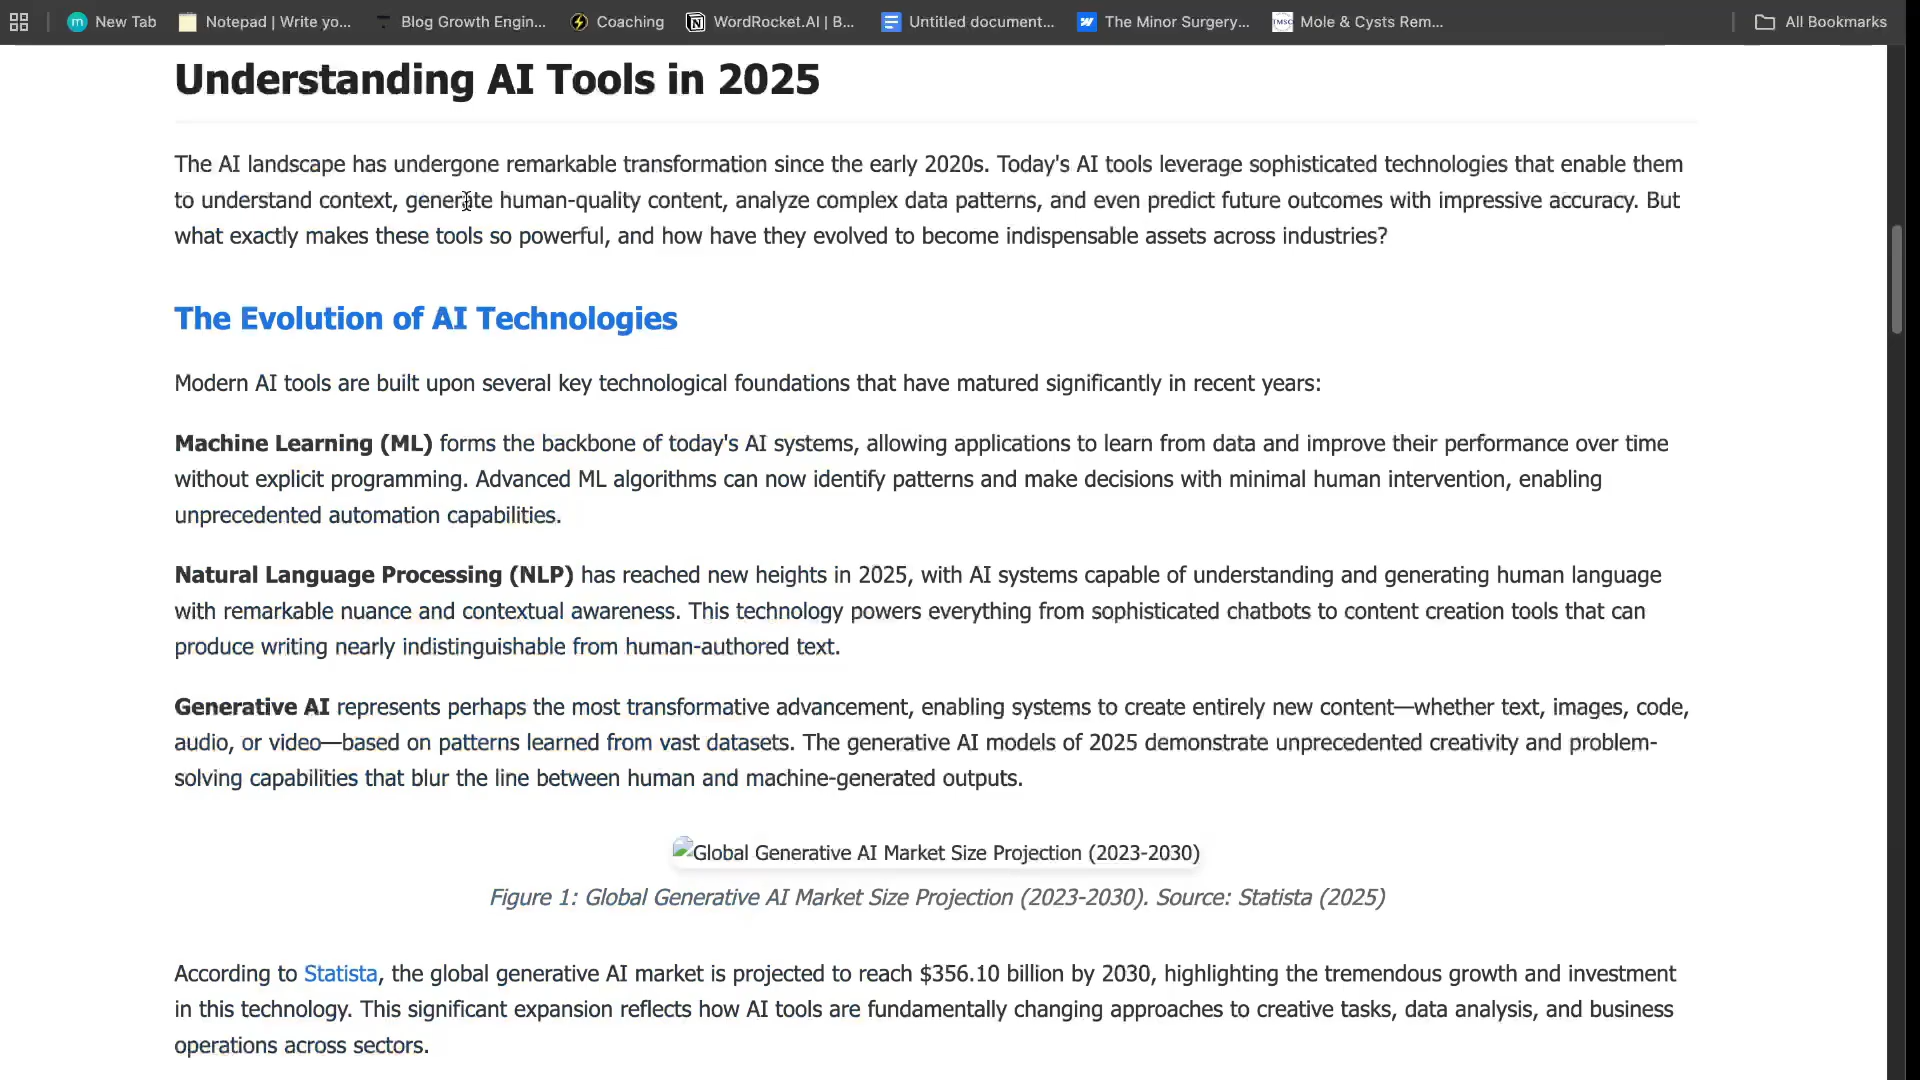 New Tab
Notepad | Write yo...
Blog Growth Engin...
Coaching
WordRocket.AI | B...
Untitled document...
The Minor Surgery...
TMSC
Mole & Cysts Rem...
All Bookmarks
Understanding AI Tools in 2025
The AI landscape has undergone remarkable transformation since the early 2020s. Today's AI tools leverage sophisticated technologies that enable them
to understand context, generate human-quality content, analyze complex data patterns, and even predict future outcomes with impressive accuracy. But
what exactly makes these tools so powerful, and how have they evolved to become indispensable assets across industries?
The Evolution of AI Technologies
Modern AI tools are built upon several key technological foundations that have matured significantly in recent years:
Machine Learning (ML) forms the backbone of today's AI systems, allowing applications to learn from data and improve their performance over time
without explicit programming. Advanced ML algorithms can now identify patterns and make decisions with minimal human intervention, enabling
unprecedented automation capabilities.
Natural Language Processing (NLP) has reached new heights in 2025, with AI systems capable of understanding and generating human language
with remarkable nuance and contextual awareness. This technology powers everything from sophisticated chatbots to content creation tools that can
produce writing nearly indistinguishable from human-authored text.
Generative AI represents perhaps the most transformative advancement, enabling systems to create entirely new content—whether text, images, code,
audio, or video—based on patterns learned from vast datasets. The generative AI models of 2025 demonstrate unprecedented creativity and problem-
solving capabilities that blur the line between human and machine-generated outputs.
Global Generative AI Market Size Projection (2023-2030)
Figure 1: Global Generative AI Market Size Projection (2023-2030). Source: Statista (2025)
According to Statista, the global generative AI market is projected to reach $356.10 billion by 2030, highlighting the tremendous growth and investment
in this technology. This significant expansion reflects how AI tools are fundamentally changing approaches to creative tasks, data analysis, and business
operations across sectors.